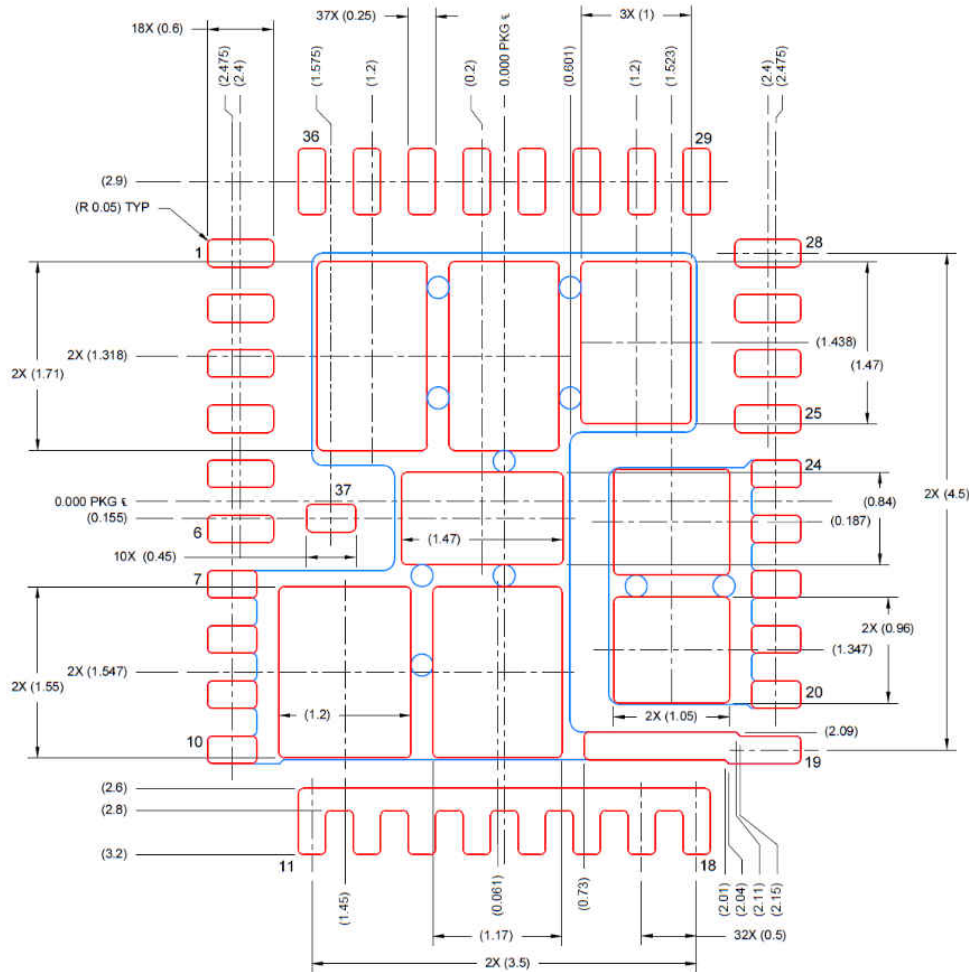 18X (0.6)
37X (0.25)
3X (1)
(2.475)
(2.4)
(1.575)
(1.2)
(0.2)
0.000 PKG ℄
(0.601)
(1.2)
(1.523)
(2.4)
(2.475)
36
29
(2.9)
(R 0.05) TYP
1
28
2X (1.318)
2X (1.71)
(1.438)
(1.47)
25
24
37
0.000 PKG ℄
(0.155)
6
(1.47)
(0.84)
(0.187)
2X (4.5)
10X (0.45)
7
2X (1.547)
2X (1.55)
(1.2)
2X (0.96)
(1.347)
20
2X (1.05)
10
(2.09)
19
(2.6)
(2.8)
(3.2)
11
18
(1.45)
(0.061)
(0.73)
(2.01)
(2.04)
(2.11)
(2.15)
(1.17)
32X (0.5)
2X (3.5)